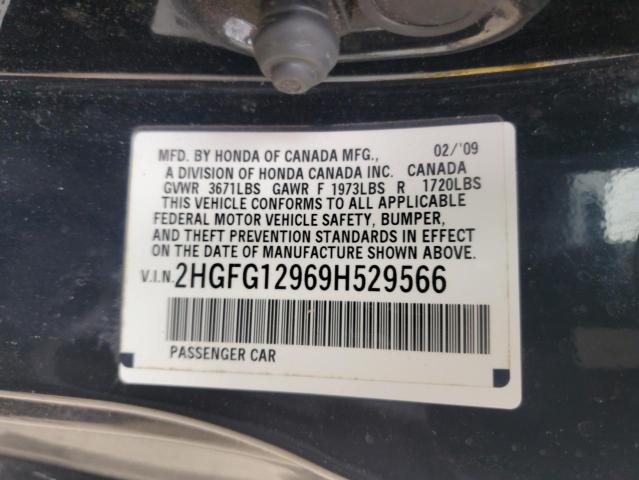 MFD. BY HONDA OF CANADA MFG., 02/'09
A DIVISION OF HONDA CANADA INC. CANADA
GVWR 3671LBS GAWR F 1973LBS R 1720LBS
THIS VEHICLE CONFORMS TO ALL APPLICABLE
FEDERAL MOTOR VEHICLE SAFETY, BUMPER,
AND THEFT PREVENTION STANDARDS IN EFFECT
ON THE DATE OF MANUFACTURE SHOWN ABOVE.
V.I.N. 2HGFG12969H529566
PASSENGER CAR